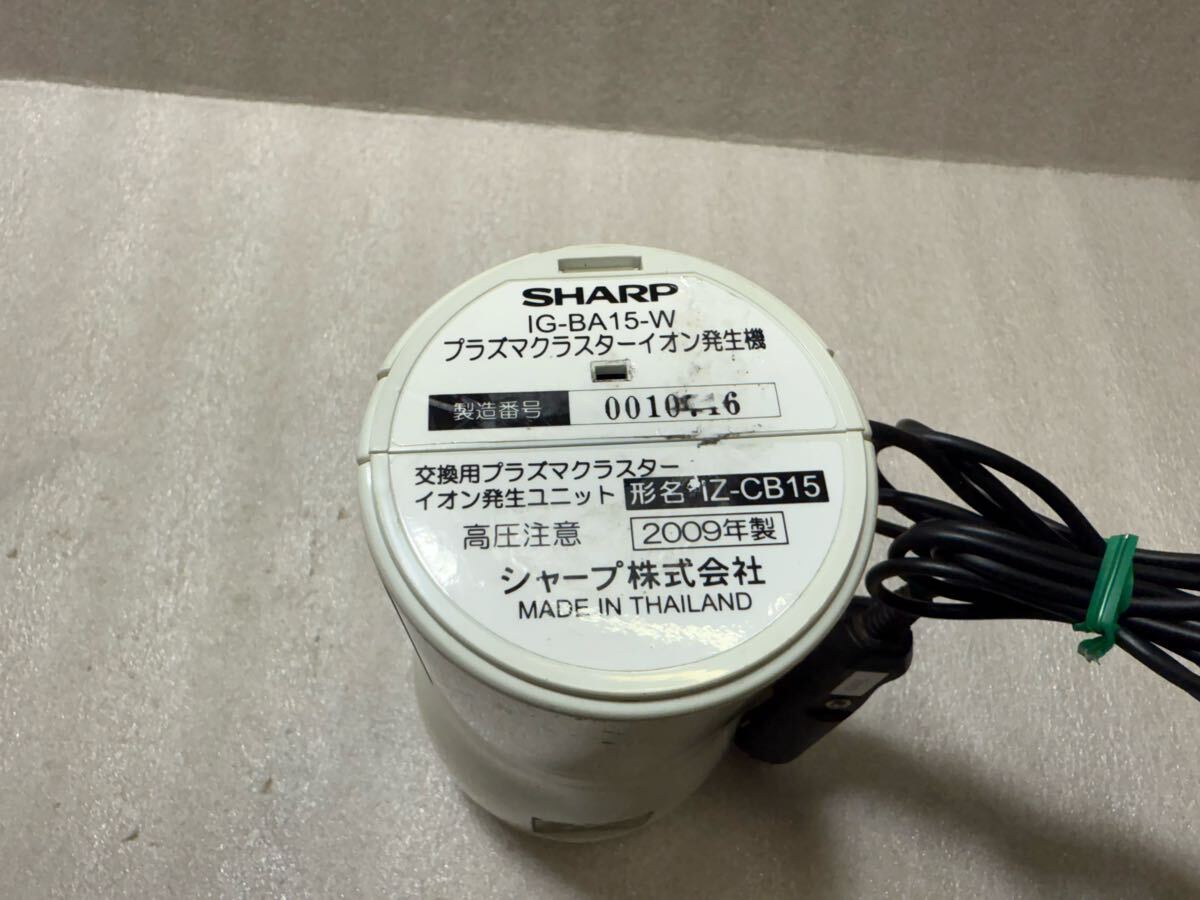 SHARP
IG-BA15-W
プラズマクラスターイオン発生機
製造番号
交換用プラズマクラスター
イオン発生ユニット 形名 IZ-CB15
高圧注意 2009年製
シャープ株式会社
MADE IN THAILAND